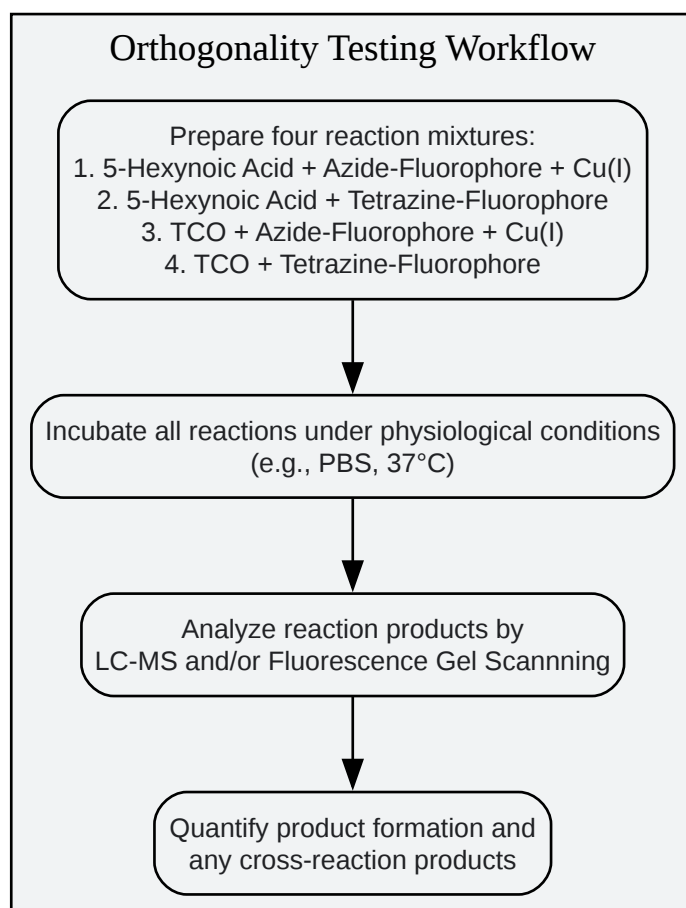 Orthogonality Testing Workflow
Prepare four reaction mixtures:
1. 5-Hexynoic Acid + Azide-Fluorophore + Cu(I)
2. 5-Hexynoic Acid + Tetrazine-Fluorophore
3. TCO + Azide-Fluorophore + Cu(I)
4. TCO + Tetrazine-Fluorophore
Incubate all reactions under physiological conditions
(e.g., PBS, 37°C)
Analyze reaction products by
LC-MS and/or Fluorescence Gel Scannning
Quantify product formation and
any cross-reaction products